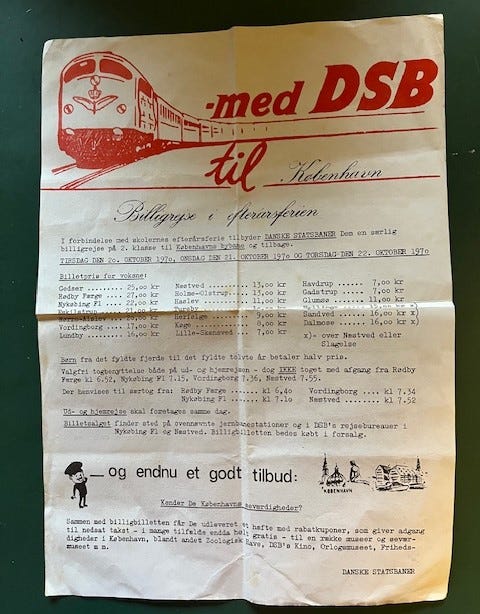 -med DSB
til København
Billigrejse i efterårsferien
I forbindelse med skolernes efterårsferie tilbyder DANSKE STATSBANER Dem en særlig
billigrejse på 2. klasse til Københavns bybane og tilbage.
TIRSDAG DEN 20. OKTOBER 1970, ONSDAG DEN 21. OKTOBER 1970 OG TORSDAG DEN 22. OKTOBER 1970
Billetpris for voksne:
Gedser ...... 25,00 kr Næstved ....... 13,00 kr Havdrup ...... 7,00 kr
Rødby Færge . 27,00 kr Holme-Olstrup.. 13,00 kr Gadstrup ..... 7,00 kr
Nykøbing Fl . 22,00 kr Haslev ........ 11,00 kr Glumsø ....... 15,00 kr
Eskilstrup 21,00 kr
Vordingborg . 17,00 kr Køge .......... 8,00 kr Sandved ...... 16,00 kr x)
Lundby ...... 16,00 kr Lille-Skensved. 7,00 kr Dalmose ...... 16,00 kr x)
x)- over Næstved eller
Slagelse
Børn fra det fyldte fjerde til det fyldte tolvte år betaler halv pris.
Valgfri togbenyttelse både på ud- og hjemrejsen - dog IKKE toget med afgang fra Rødby
Færge kl 6.52, Nykøbing Fl 7.15, Vordingborg 7.36, Næstved 7.55.
Der henvises til særtog fra: Rødby Færge kl 6.40 Vordingborg .... kl 7.34
Nykøbing Fl kl 7.10 Næstved ........ kl 7.52
Ud- og hjemrejse skal foretages samme dag.
Billetsalget finder sted på ovennævnte jernbanestationer og i DSB's rejsebureauer i
Nykøbing Fl og Næstved. Billigbilletten bedes købt i forsalg.
— og endnu et godt tilbud:
KØBENHAVN
Kender De Københavns seværdigheder?
Sammen med billigbilletten får De udleveret et hæfte med rabatkuponer, som giver adgang
til nedsat takst - i mange tilfælde endda helt gratis - til en række museer og sevær-
digheder i København, blandt andet Zoologisk Have, DSB's Kino, Orlogsmuseet, Friheds-
museet m m.
DANSKE STATSBANER